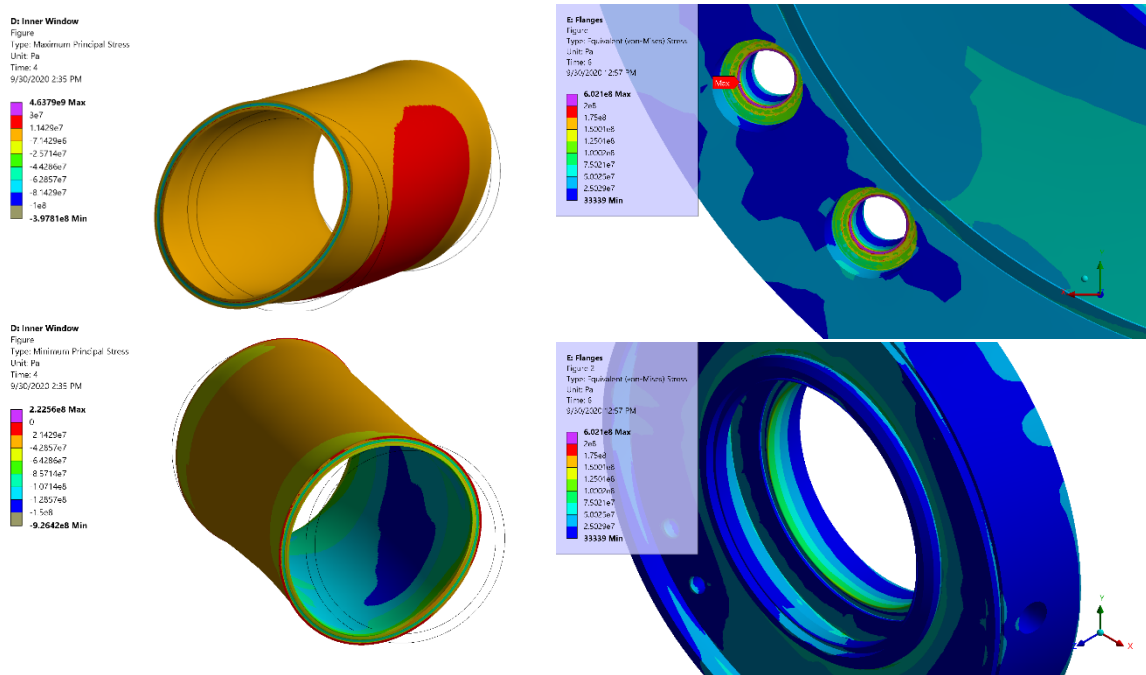 D: Inner Window
Figure
Type: Maximum Principal Stress
Unit: Pa
Time: 4
9/30/2020 2:35 PM
4.6379e9 Max
3e7
1.1429e7
-7.1429e6
-2.5714e7
-4.4286e7
-6.2857e7
-8.1429e7
-1e8
-3.9781e8 Min
D: Inner Window
Figure
Type: Minimum Principal Stress
Unit: Pa
Time: 4
9/30/2020 2:35 PM
2.2256e8 Max
0
-2.1429e7
-4.2857e7
-6.4286e7
-8.5714e7
-1.0714e8
-1.2857e8
-1.5e8
-9.2642e8 Min
E: Flanges
Figure
Type: Equivalent (von-Mises) Stress
Unit: Pa
Time: 6
9/30/2020 12:57 PM
6.021e8 Max
2e8
1.75e8
1.5001e8
1.2501e8
1.0002e8
7.5021e7
5.0025e7
2.5029e7
33339 Min
Max
E: Flanges
Figure 2
Type: Equivalent (von-Mises) Stress
Unit: Pa
Time: 6
9/30/2020 12:57 PM
6.021e8 Max
2e8
1.75e8
1.5001e8
1.2501e8
1.0002e8
7.5021e7
5.0025e7
2.5029e7
33339 Min
Y
Z
X